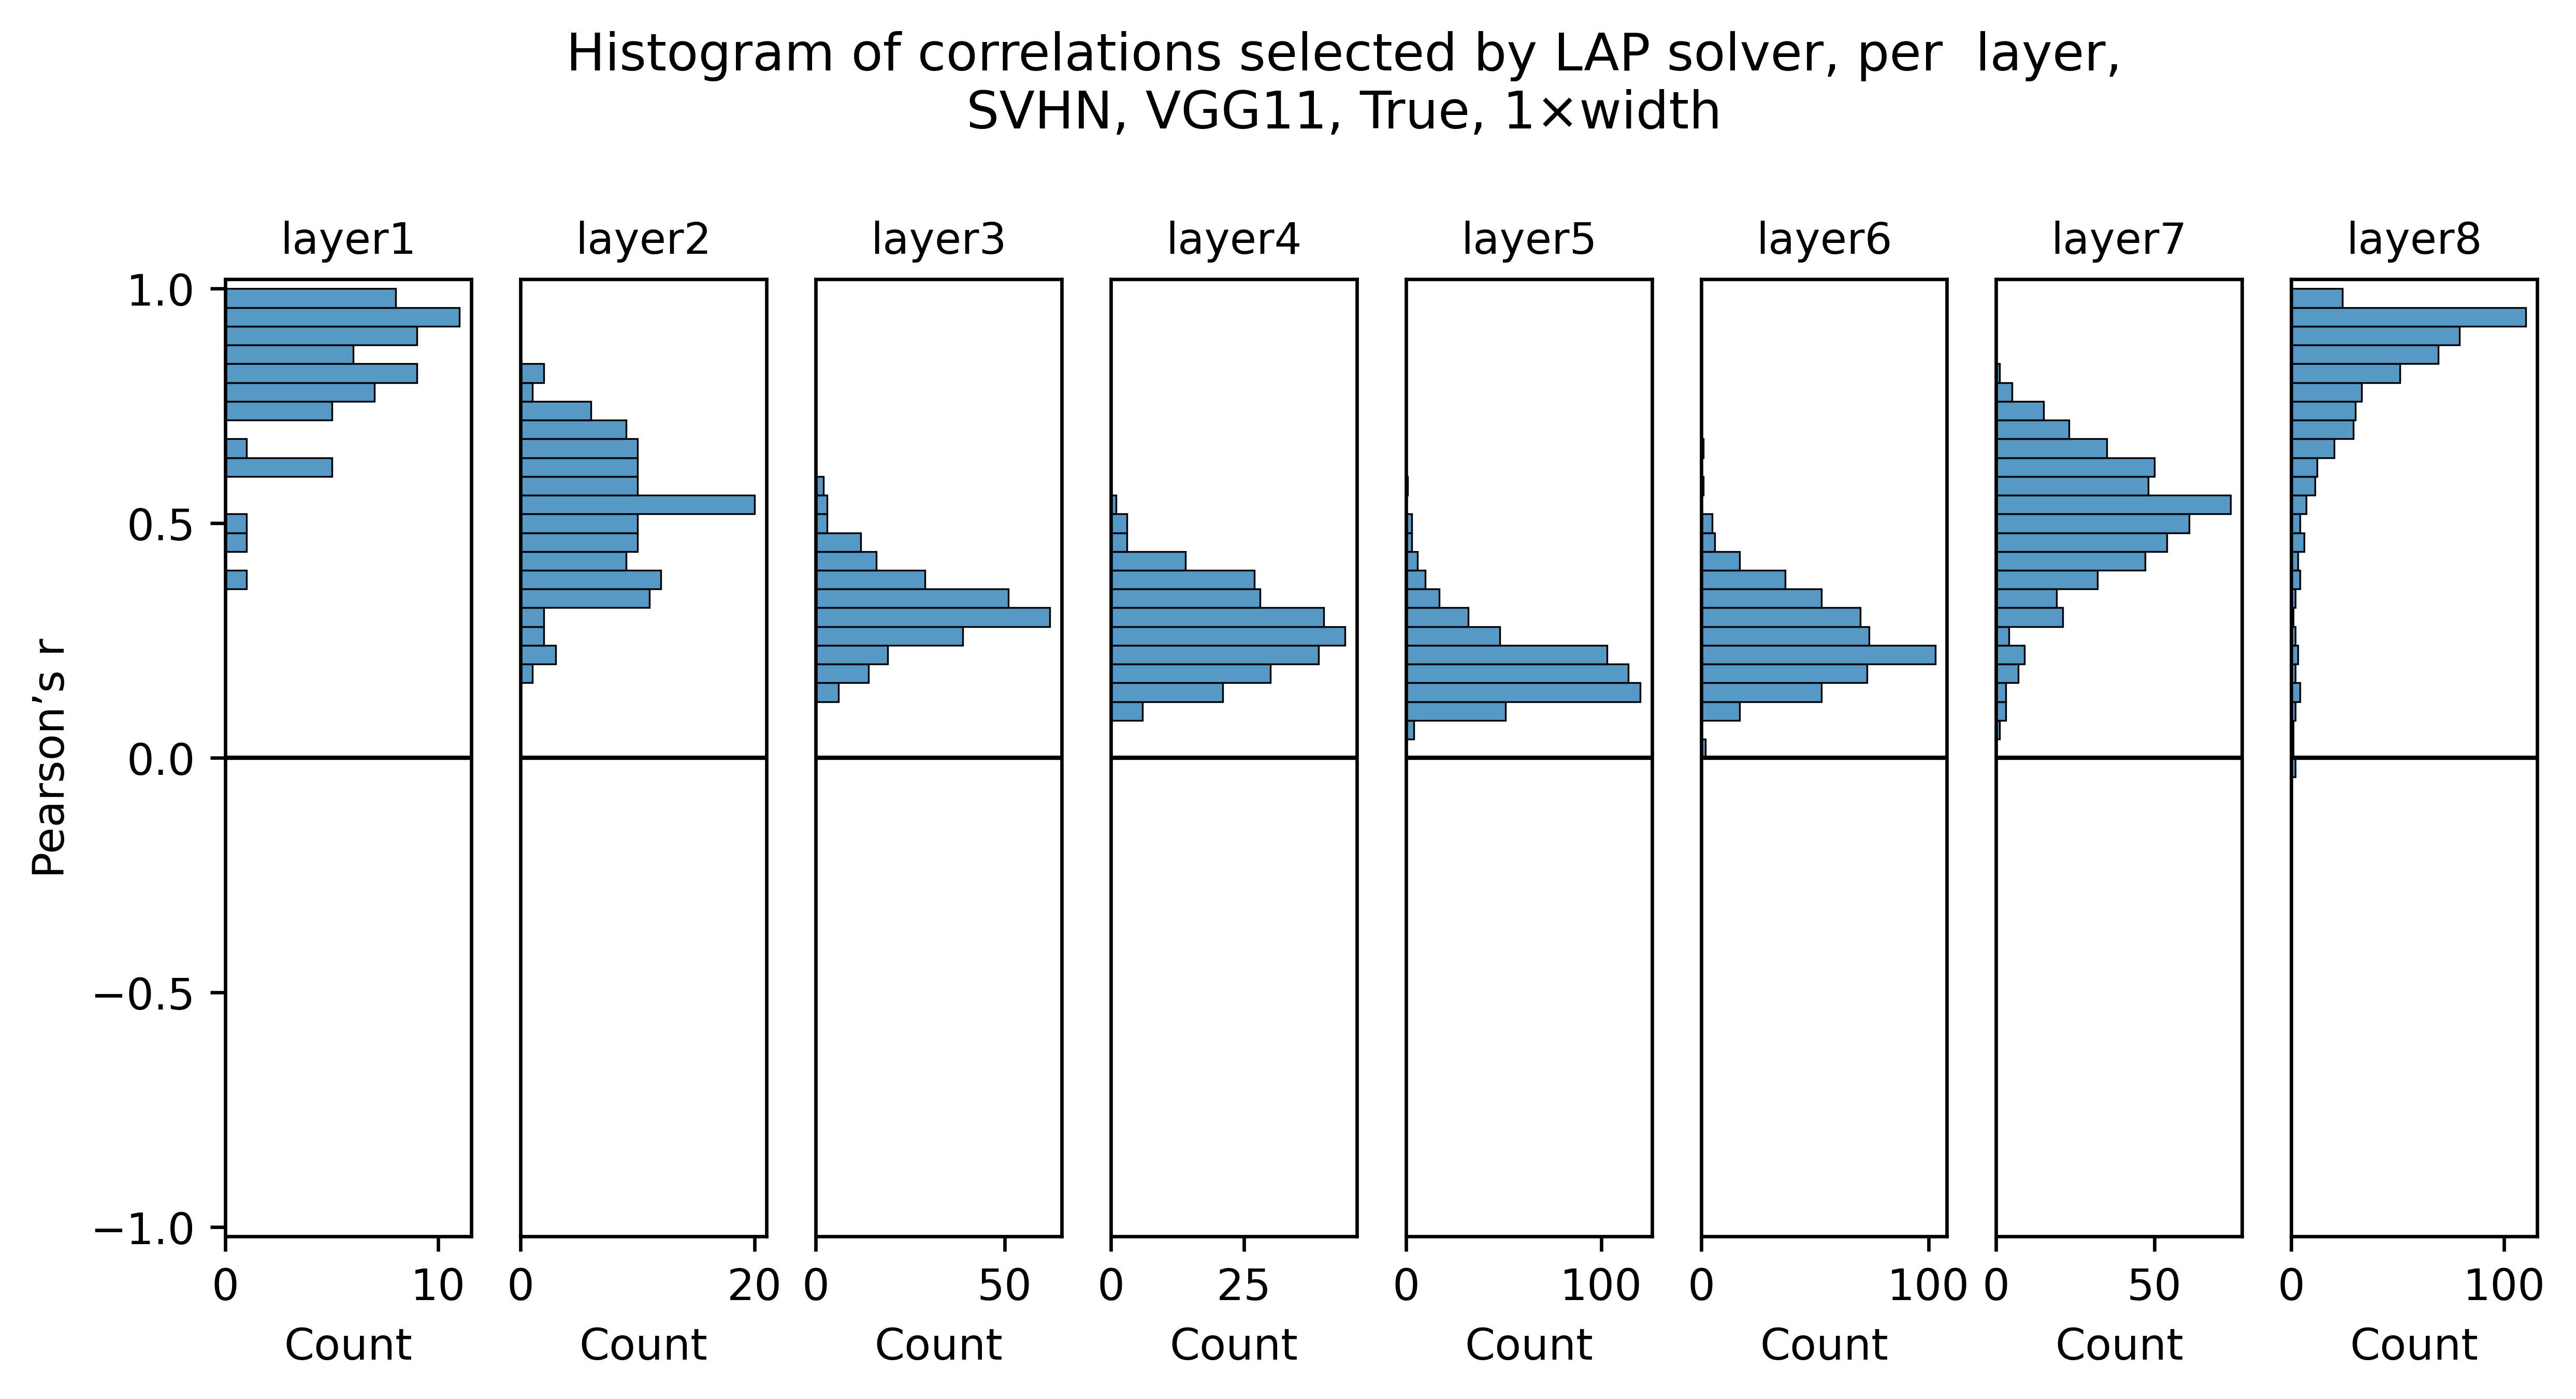 Histogram of correlations selected by LAP solver, per  layer,
SVHN, VGG11, True, 1×width
layer1 layer2 layer3 layer4 layer5 layer6 layer7 layer8
1.0
0.5
0.0
−0.5
−1.0
Pearson’s r
0 10 0 20 0 50 0 25 0 100 0 100 0 50 0 100
Count Count Count Count Count Count Count Count